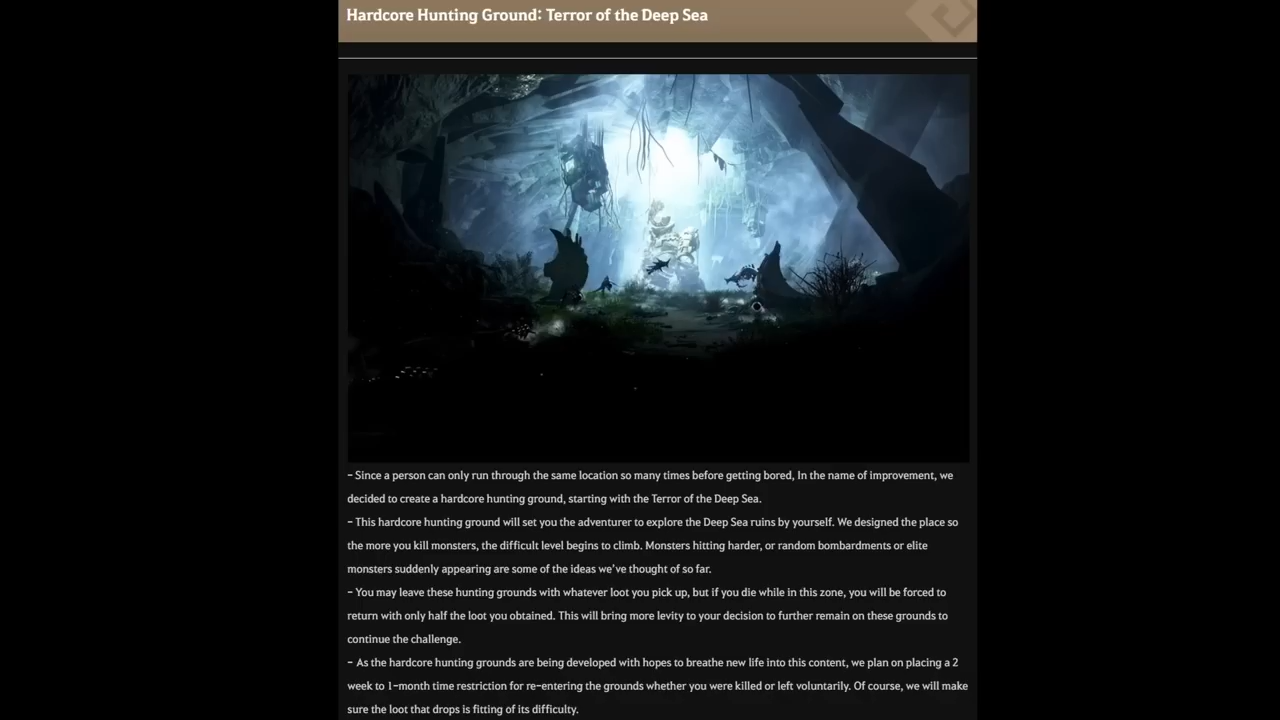 Hardcore Hunting Ground: Terror of the Deep Sea
- Since a person can only run through the same location so many times before getting bored, In the name of improvement, we
decided to create a hardcore hunting ground, starting with the Terror of the Deep Sea.
- This hardcore hunting ground will set you the adventurer to explore the Deep Sea ruins by yourself. We designed the place so
the more you kill monsters, the difficult level begins to climb. Monsters hitting harder, or random bombardments or elite
monsters suddenly appearing are some of the ideas we've thought of so far.
- You may leave these hunting grounds with whatever loot you pick up, but if you die while in this zone, you will be forced to
return with only half the loot you obtained. This will bring more levity to your decision to further remain on these grounds to
continue the challenge.
- As the hardcore hunting grounds are being developed with hopes to breathe new life into this content, we plan on placing a 2
week to 1-month time restriction for re-entering the grounds whether you were killed or left voluntarily. Of course, we will make
sure the loot that drops is fitting of its difficulty.